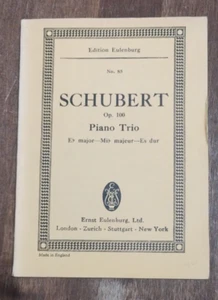 Edition Eulenburg
No. 85
SCHUBERT
Op. 100
Piano Trio
E♭ major—Mi♭ majeur—Es dur
Ernst Eulenburg, Ltd.
London - Zurich - Stuttgart - New York
Made in England